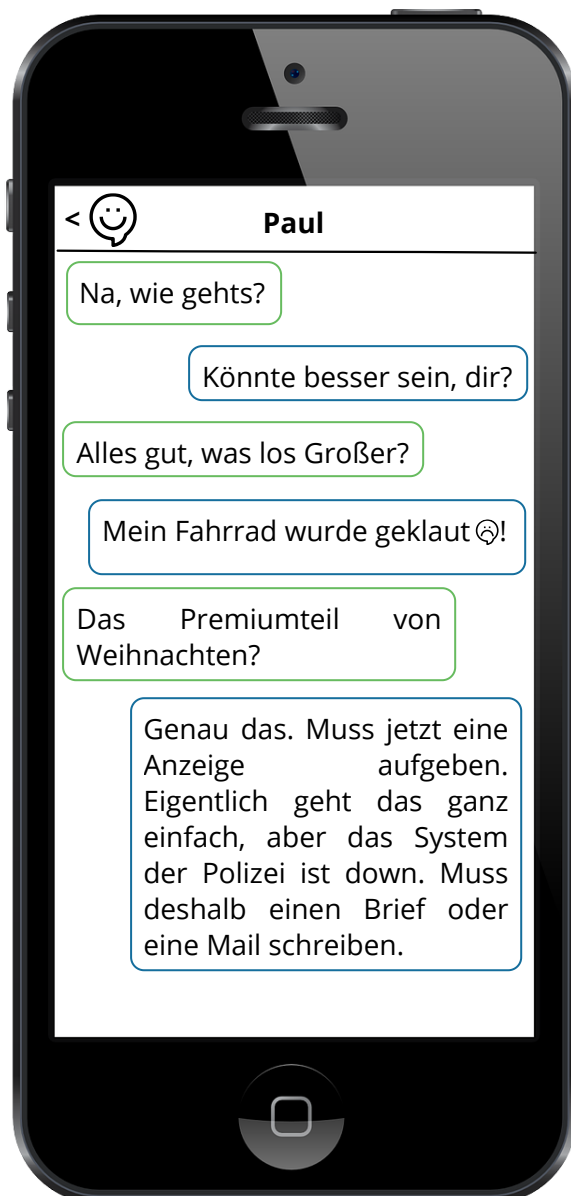 <
Paul
Na, wie gehts?
Könnte besser sein, dir?
Alles gut, was los Großer?
Mein Fahrrad wurde geklaut ☹!
Das Premiumteil von
Weihnachten?
Genau das. Muss jetzt eine
Anzeige aufgeben.
Eigentlich geht das ganz
einfach, aber das System
der Polizei ist down. Muss
deshalb einen Brief oder
eine Mail schreiben.